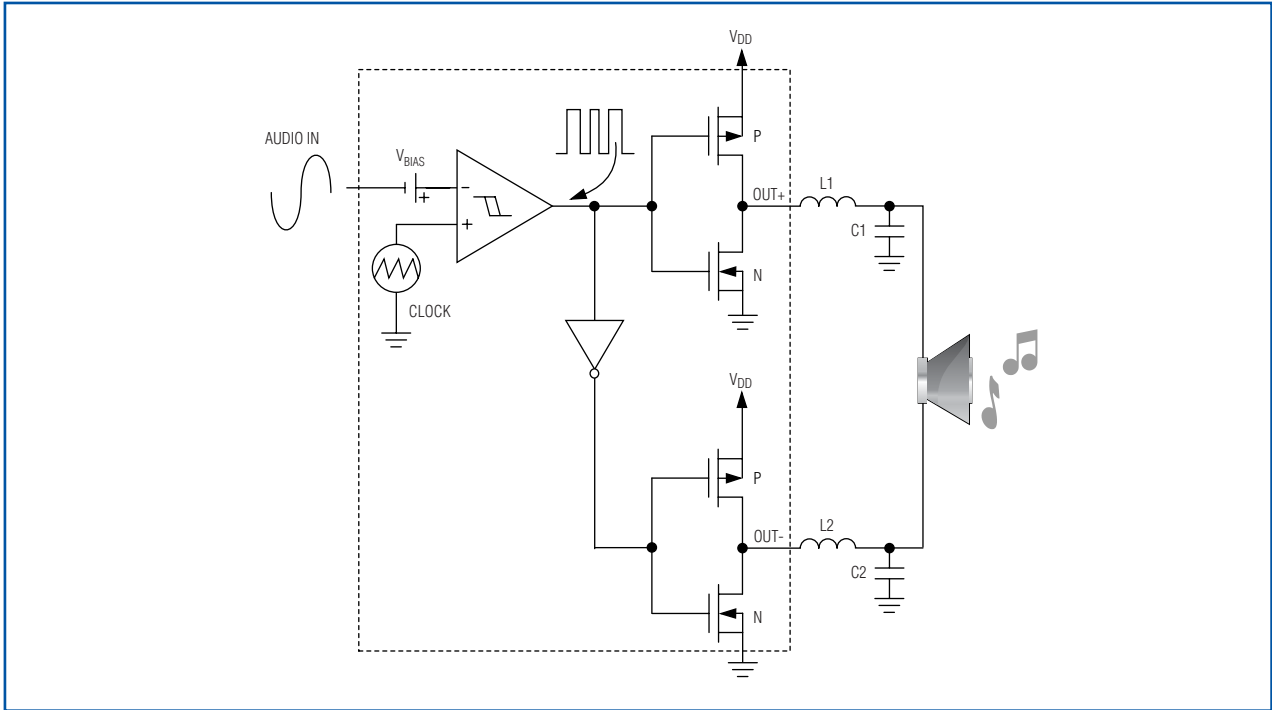 VDD
AUDIO IN
VBIAS
P
+
−
OUT+
L1
+
C1
N
CLOCK
VDD
P
OUT-
L2
C2
N